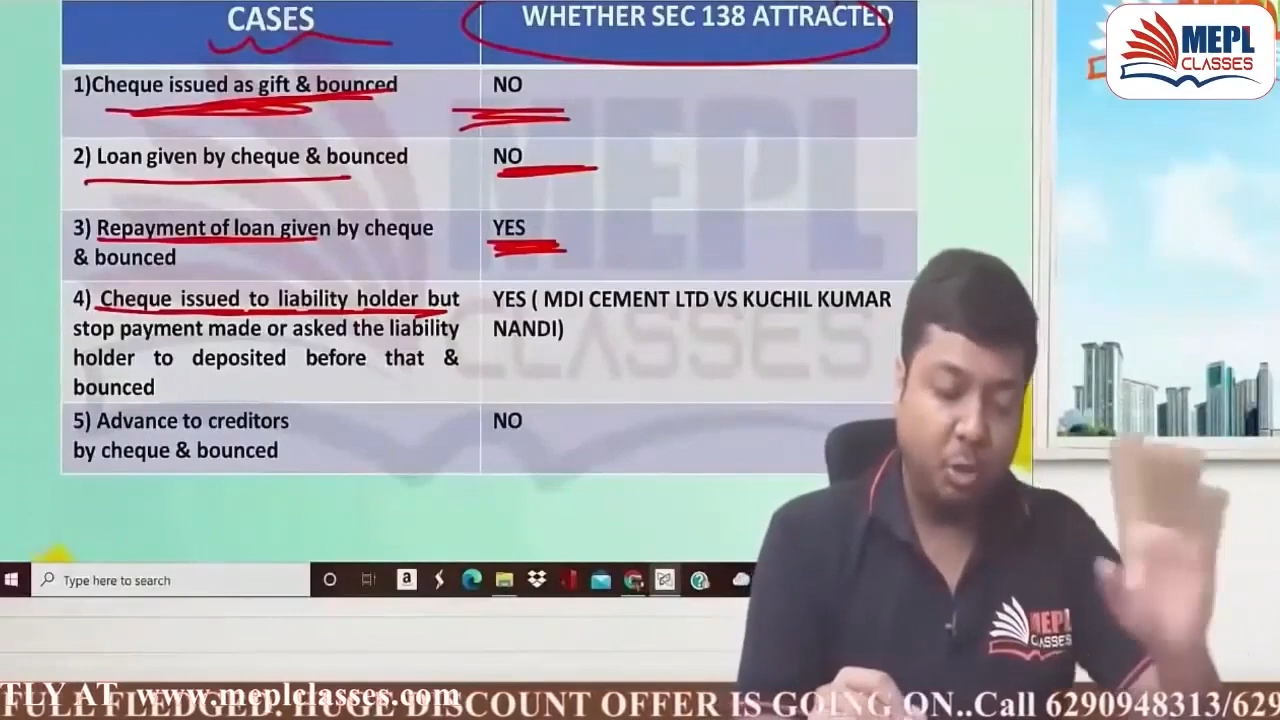 CASES
WHETHER SEC 138 ATTRACTED
1)Cheque issued as gift & bounced
NO
2) Loan given by cheque & bounced
NO
3) Repayment of loan given by cheque
& bounced
YES
4) Cheque issued to liability holder but
stop payment made or asked the liability
holder to deposited before that &
bounced
YES ( MDI CEMENT LTD VS KUCHIL KUMAR
NANDI)
5) Advance to creditors
by cheque & bounced
NO
MEPL
CLASSES
MEPL
CLASSES
Type here to search
MEPL
CLASSES
TLY AT www.meplclasses.com
FULL FLEDGED. HUGE DISCOUNT OFFER IS GOING ON..Call 6290948313/629